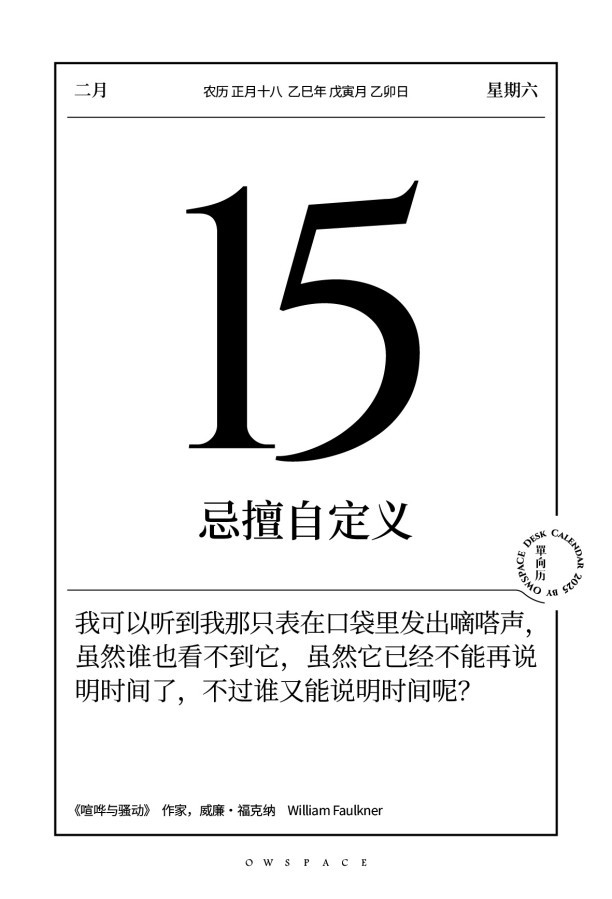 二月
农历 正月十八 乙巳年 戊寅月 乙卯日
星期六
15
忌擅自定义
OWSPACE DESK CALENDAR 2025 BY
單向历
我可以听到我那只表在口袋里发出嘀嗒声，
虽然谁也看不到它，虽然它已经不能再说
明时间了，不过谁又能说明时间呢？
《喧哗与骚动》 作家，威廉·福克纳 William Faulkner
OWSPACE